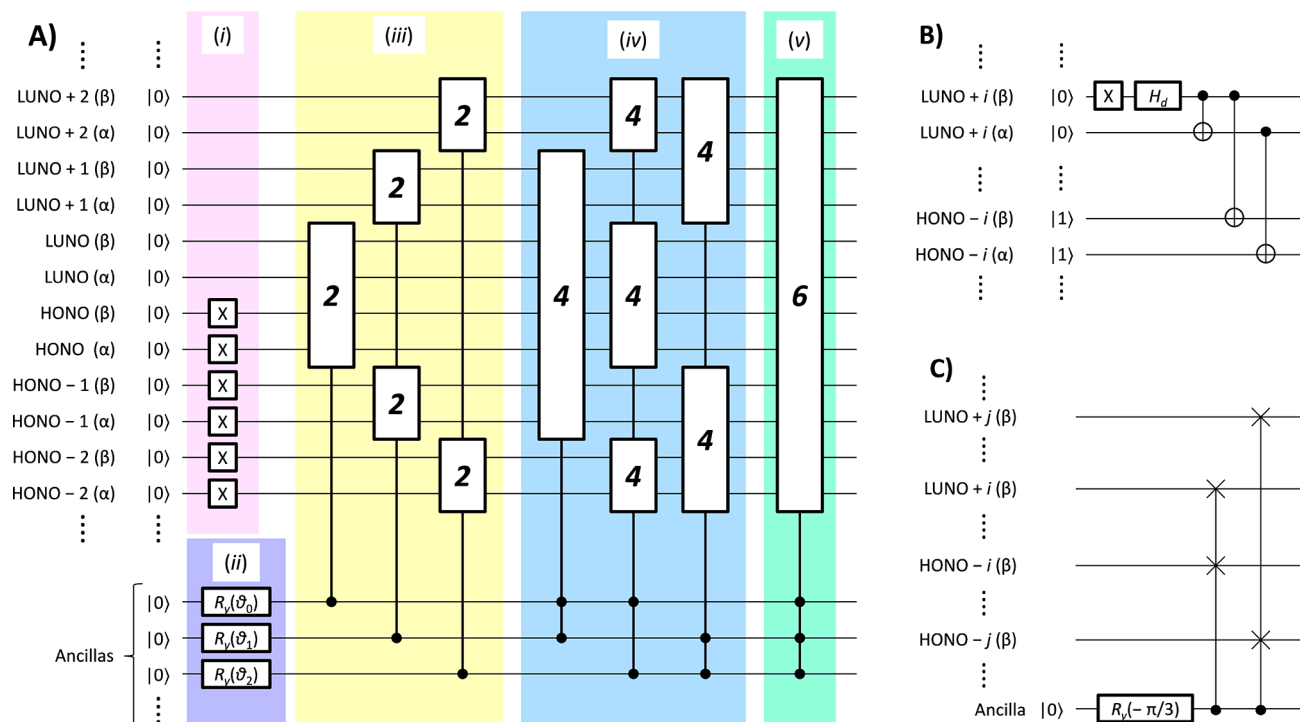 A)
(i)
(iii)
(iv)
(v)
LUNO + 2 (β) |0⟩ 2 4
LUNO + 2 (α) |0⟩
LUNO + 1 (β) |0⟩ 4
LUNO + 1 (α) |0⟩ 2
LUNO (β) |0⟩
LUNO (α) |0⟩
HONO (β) |0⟩ X 2 4 4 6
HONO (α) |0⟩ X
HONO − 1 (β) |0⟩ X
HONO − 1 (α) |0⟩ X 2
HONO − 2 (β) |0⟩ X 4
HONO − 2 (α) |0⟩ X 2 4
(ii)
|0⟩ R_y(ϑ_0)
|0⟩ R_y(ϑ_1)
Ancillas
|0⟩ R_y(ϑ_2)
B)
LUNO + i (β) |0⟩ X H_d
LUNO + i (α) |0⟩
HONO − i (β) |1⟩
HONO − i (α) |1⟩
C)
LUNO + j (β)
LUNO + i (β)
HONO − i (β)
HONO − j (β)
Ancilla |0⟩ R_y(− π/3)